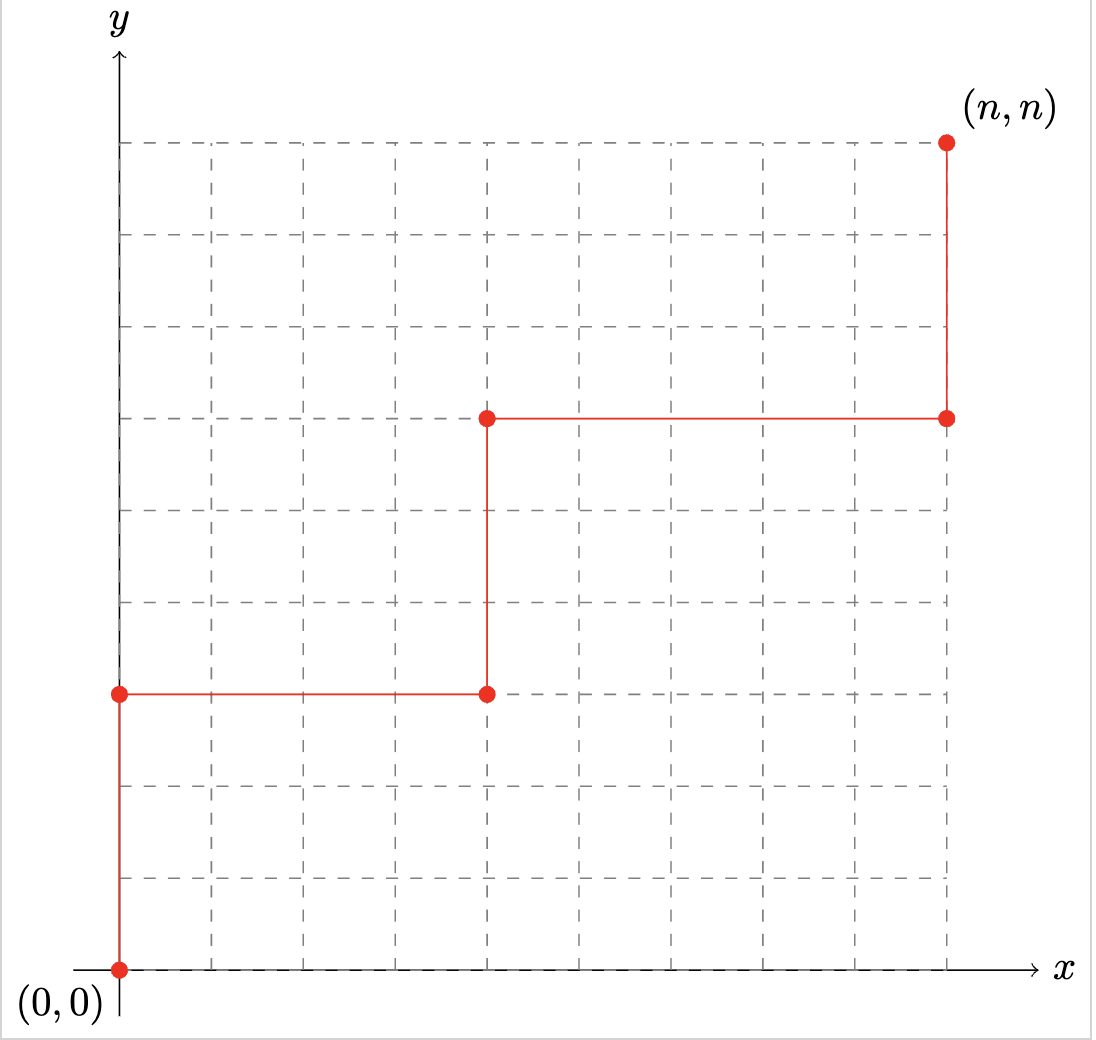 y
(n, n)
x
(0, 0)